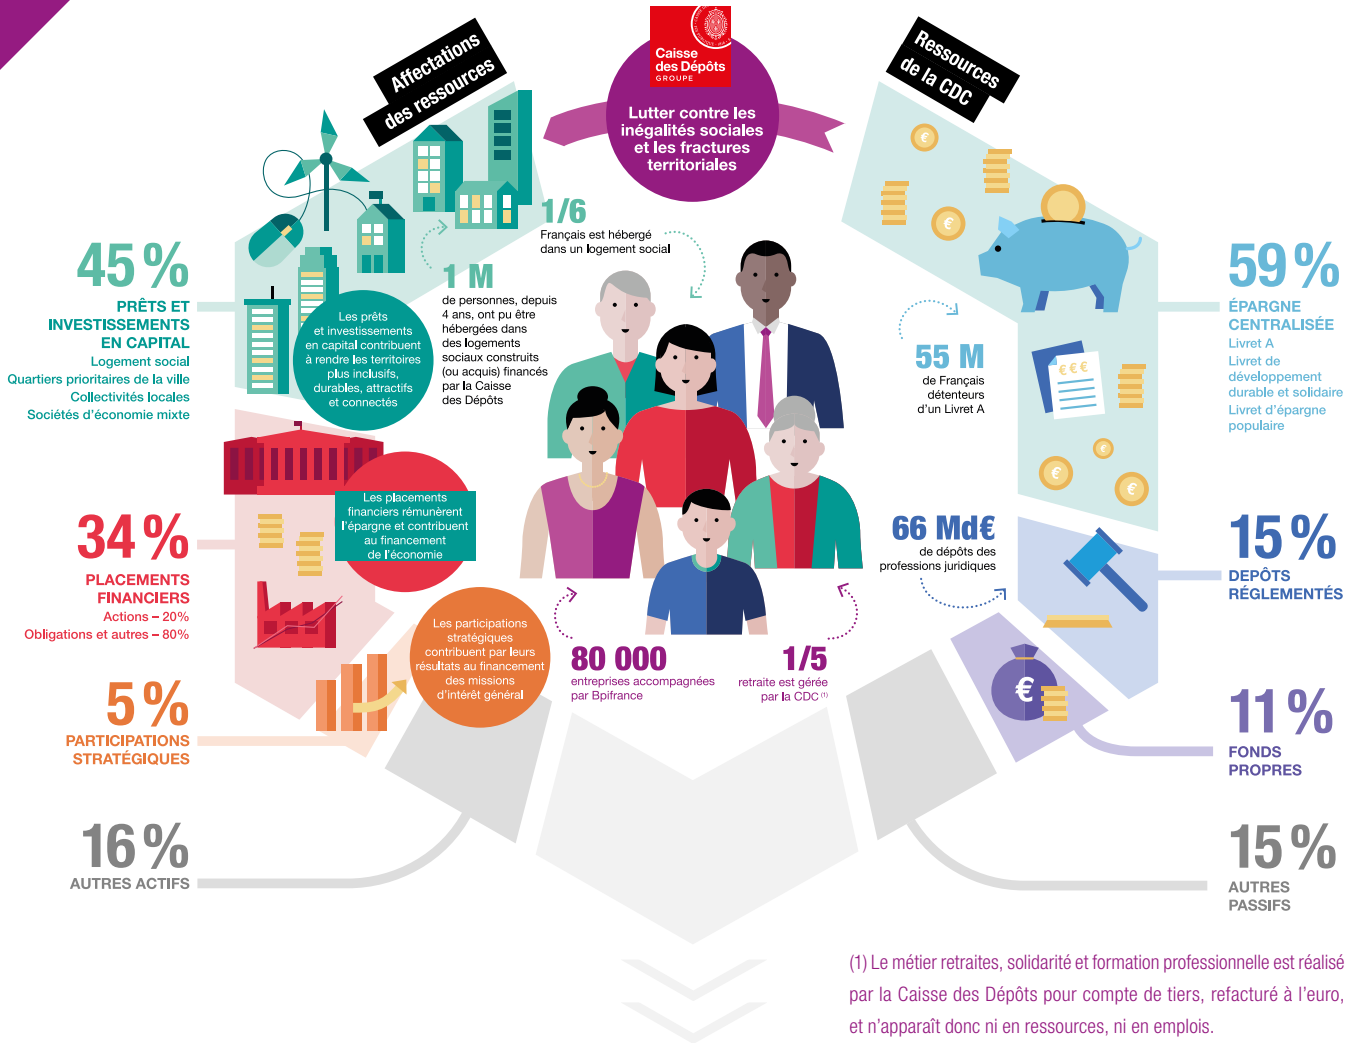 Affectations
des ressources
Caisse
des Dépôts
GROUPE
Lutter contre les
inégalités sociales
et les fractures
territoriales
Ressources
de la CDC
45 %
PRÊTS ET
INVESTISSEMENTS
EN CAPITAL
Logement social
Quartiers prioritaires de la ville
Collectivités locales
Sociétés d'économie mixte
Les prêts
et investissements
en capital contribuent
à rendre les territoires
plus inclusifs,
durables, attractifs
et connectés
1 M
de personnes, depuis
4 ans, ont pu être
hébergées dans
des logements
sociaux construits
(ou acquis) financés
par la Caisse
des Dépôts
1/6
Français est hébergé
dans un logement social
55 M
de Français
détenteurs
d'un Livret A
€
€
€€€
€
€
€
59 %
ÉPARGNE
CENTRALISÉE
Livret A
Livret de
développement
durable et solidaire
Livret d'épargne
populaire
34 %
PLACEMENTS
FINANCIERS
Actions – 20%
Obligations et autres – 80%
Les placements
financiers rémunèrent
l'épargne et contribuent
au financement
de l'économie
66 Md€
de dépôts des
professions juridiques
15 %
DEPÔTS
RÉGLEMENTÉS
5 %
PARTICIPATIONS
STRATÉGIQUES
Les participations
stratégiques
contribuent par leurs
résultats au financement
des missions
d'intérêt général
80 000
entreprises accompagnées
par Bpifrance
1/5
retraite est gérée
par la CDC (1)
€
11 %
FONDS
PROPRES
16 %
AUTRES ACTIFS
15 %
AUTRES
PASSIFS
(1) Le métier retraites, solidarité et formation professionnelle est réalisé
par la Caisse des Dépôts pour compte de tiers, refacturé à l'euro,
et n'apparaît donc ni en ressources, ni en emplois.